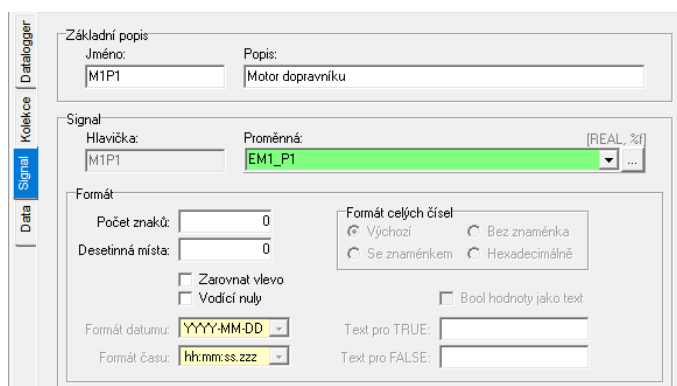 Datalogger
Kolekce
Signal
Data
Základní popis
Jméno: Popis:
M1P1 Motor dopravníku
Signal
Hlavička: Proměnná: [REAL, %f]
M1P1 EM1_P1 ...
Formát
Počet znaků: 0
Desetinná místa: 0
Formát celých čísel
Výchozí Bez znaménka
Se znaménkem Hexadecimálně
Zarovnat vlevo
Vodící nuly
Bool hodnoty jako text
Formát datumu: YYYY-MM-DD Text pro TRUE:
Formát času: hh:mm:ss.zzz Text pro FALSE: